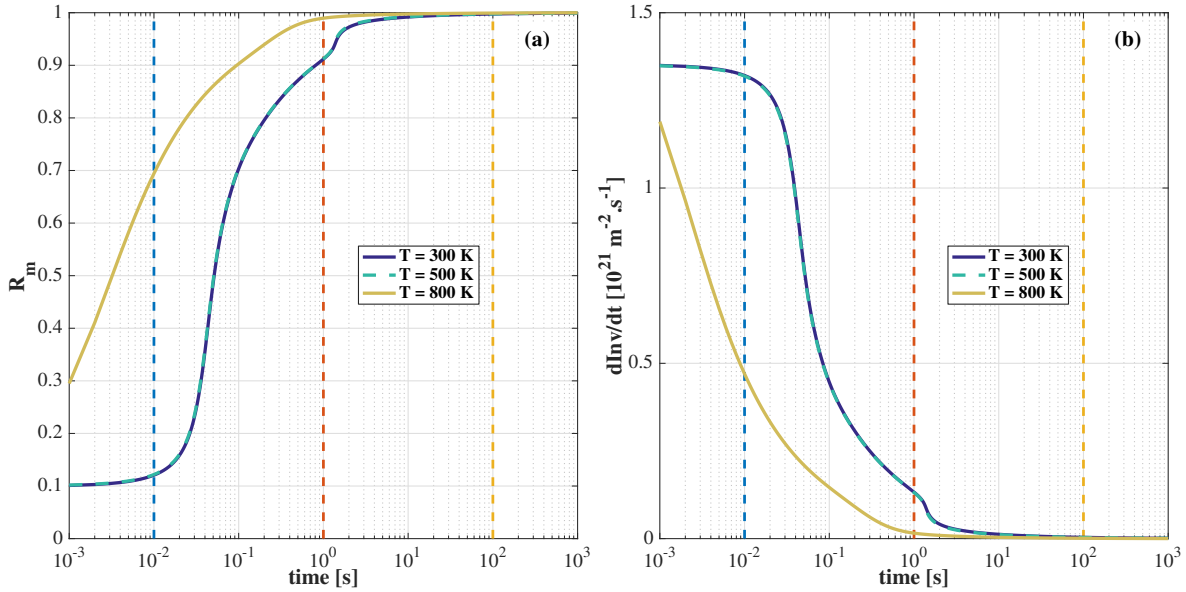 (a)
R_m
1
0.9
0.8
0.7
0.6
0.5
0.4
0.3
0.2
0.1
0
T = 300 K
T = 500 K
T = 800 K
10^-3 10^-2 10^-1 10^0 10^1 10^2 10^3
time [s]
(b)
dInv/dt [10^21 m^-2.s^-1]
1.5
1
0.5
0
T = 300 K
T = 500 K
T = 800 K
10^-3 10^-2 10^-1 10^0 10^1 10^2 10^3
time [s]